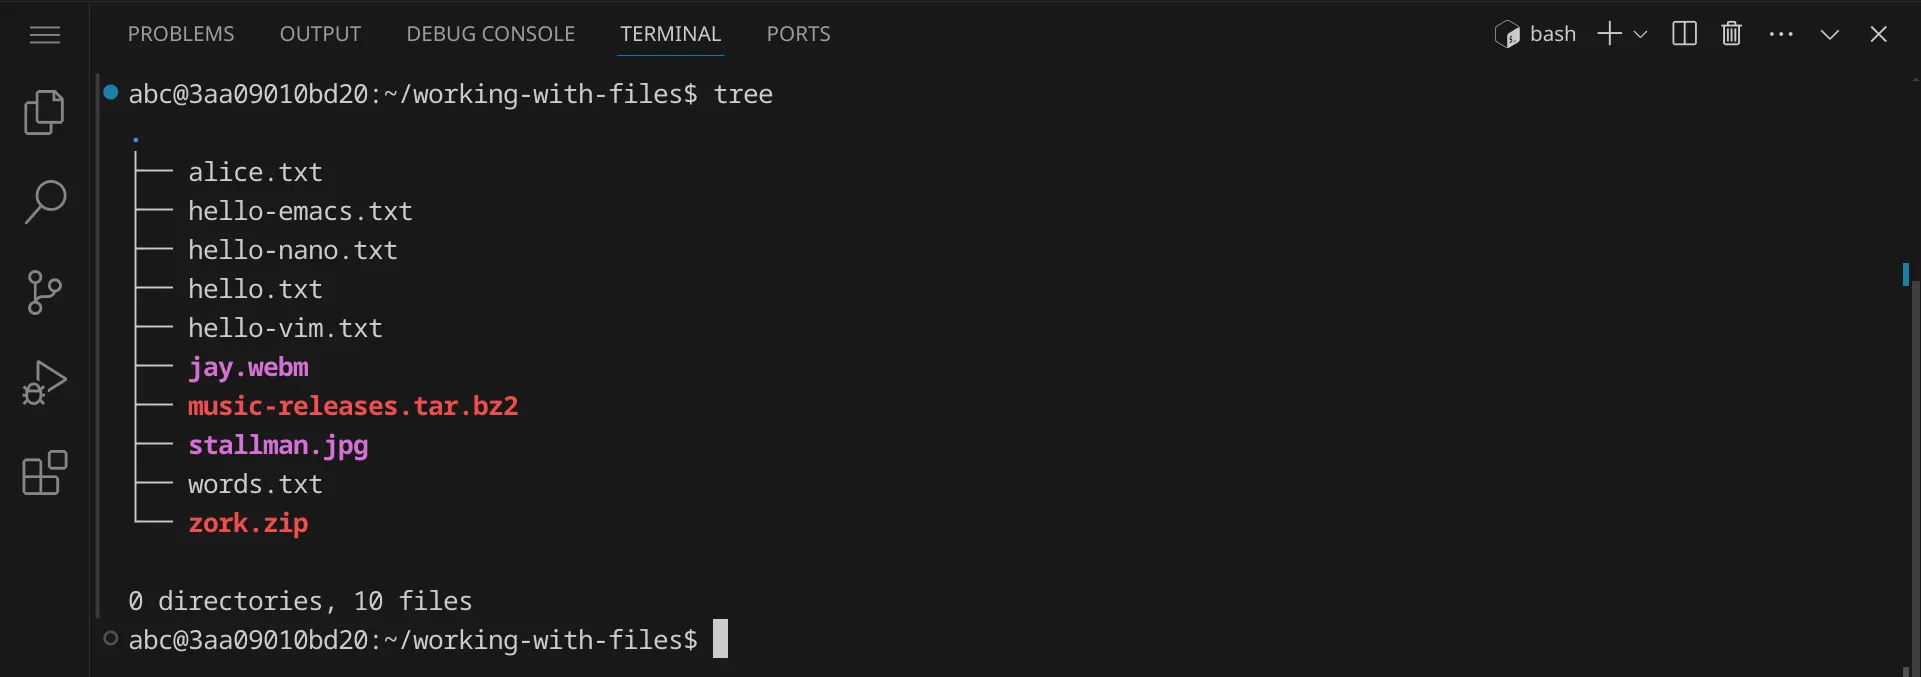 PROBLEMS OUTPUT DEBUG CONSOLE TERMINAL PORTS bash
abc@3aa09010bd20:~/working-with-files$ tree
.
├── alice.txt
├── hello-emacs.txt
├── hello-nano.txt
├── hello.txt
├── hello-vim.txt
├── jay.webm
├── music-releases.tar.bz2
├── stallman.jpg
├── words.txt
└── zork.zip
0 directories, 10 files
abc@3aa09010bd20:~/working-with-files$